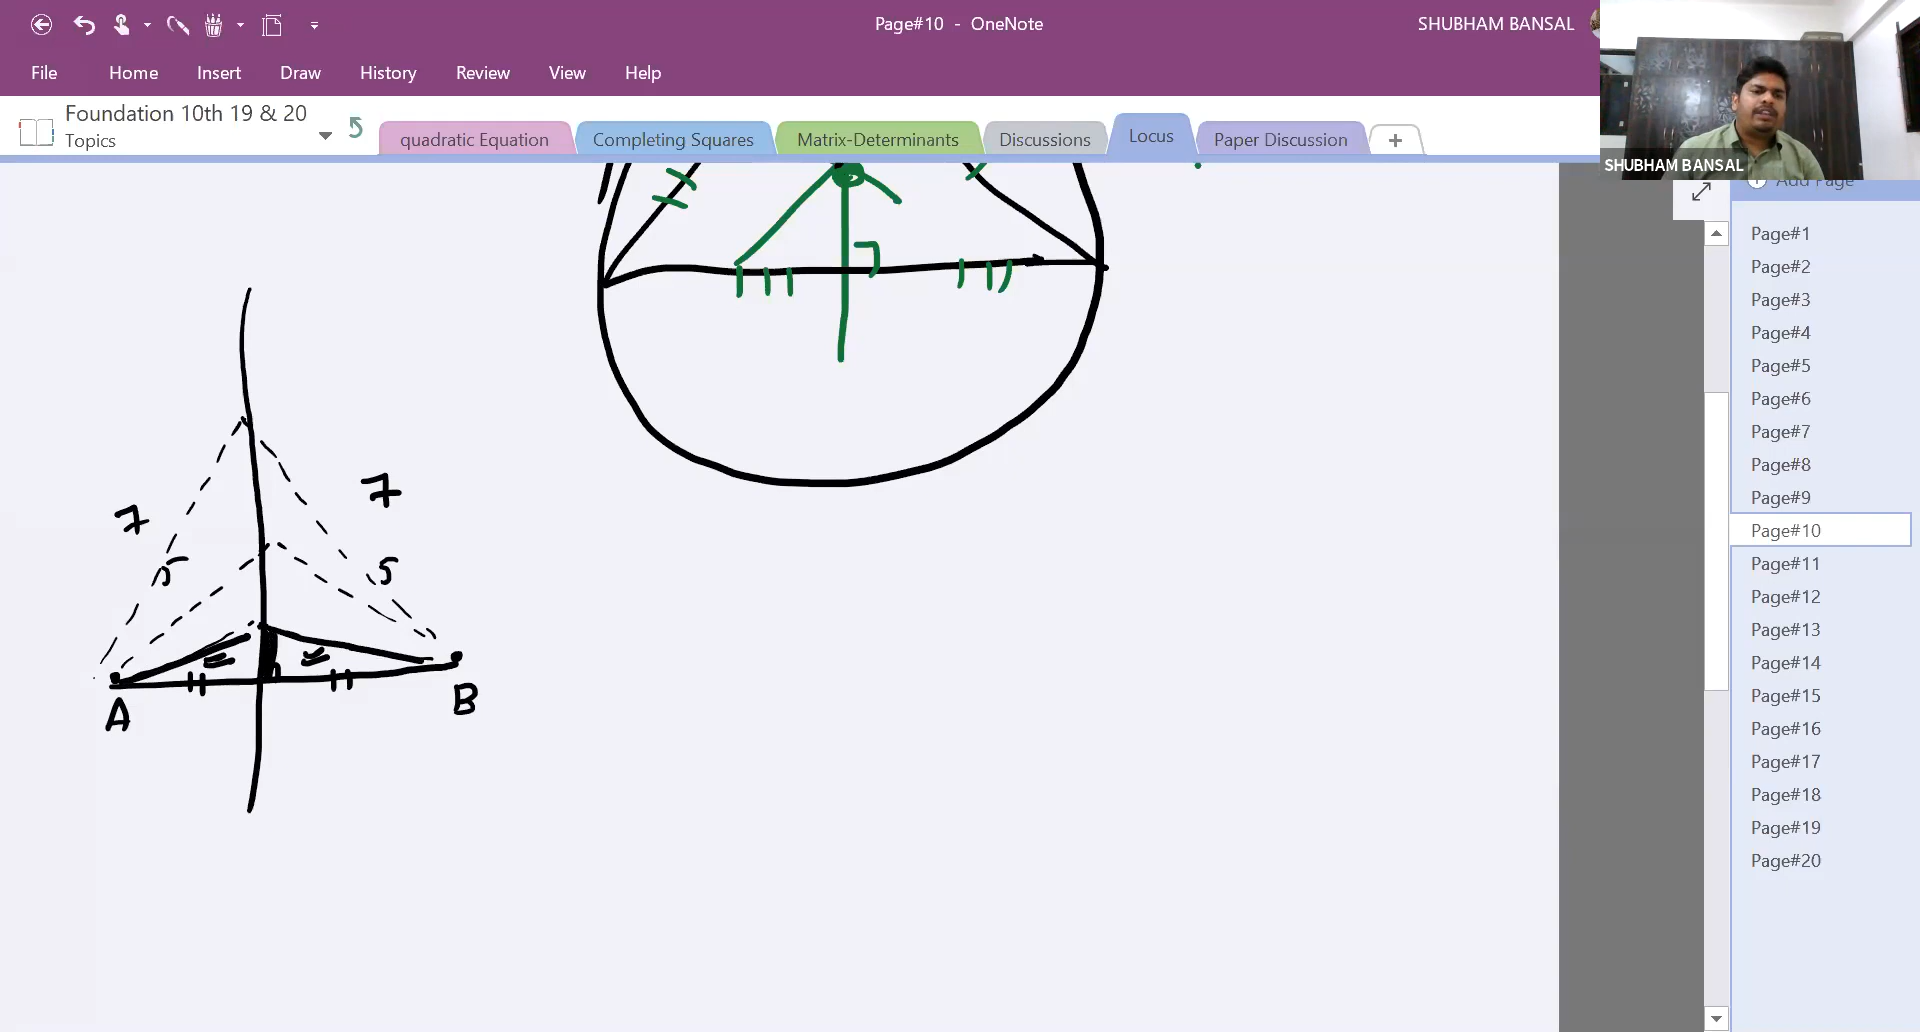 Page#10 - OneNote
SHUBHAM BANSAL
File Home Insert Draw History Review View Help
Foundation 10th 19 & 20
Topics
quadratic Equation
Completing Squares
Matrix-Determinants
Discussions
Locus
Paper Discussion
+
SHUBHAM BANSAL
Add Page
Page#1
Page#2
Page#3
Page#4
Page#5
Page#6
Page#7
Page#8
Page#9
Page#10
Page#11
Page#12
Page#13
Page#14
Page#15
Page#16
Page#17
Page#18
Page#19
Page#20
7 7
5 5
A B